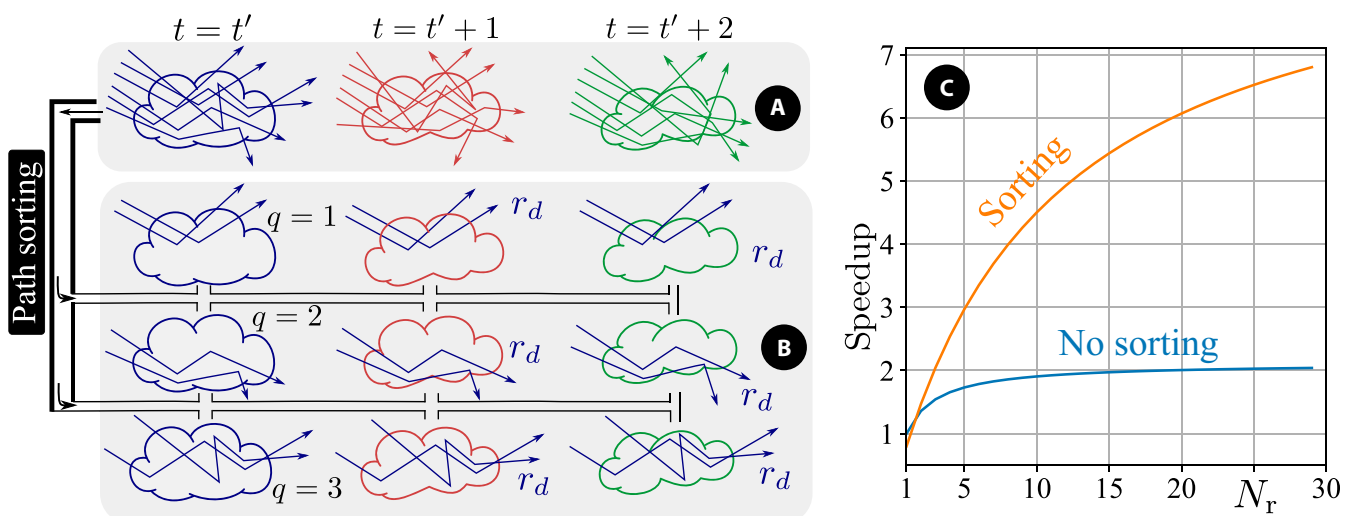 t = t′ t = t′ + 1 t = t′ + 2
A
Path sorting
q = 1 r_d r_d
q = 2 r_d r_d
B
q = 3 r_d r_d
C
Speedup
7
6
5
4
3
2
1
Sorting
No sorting
1 5 10 15 20 N_r 30